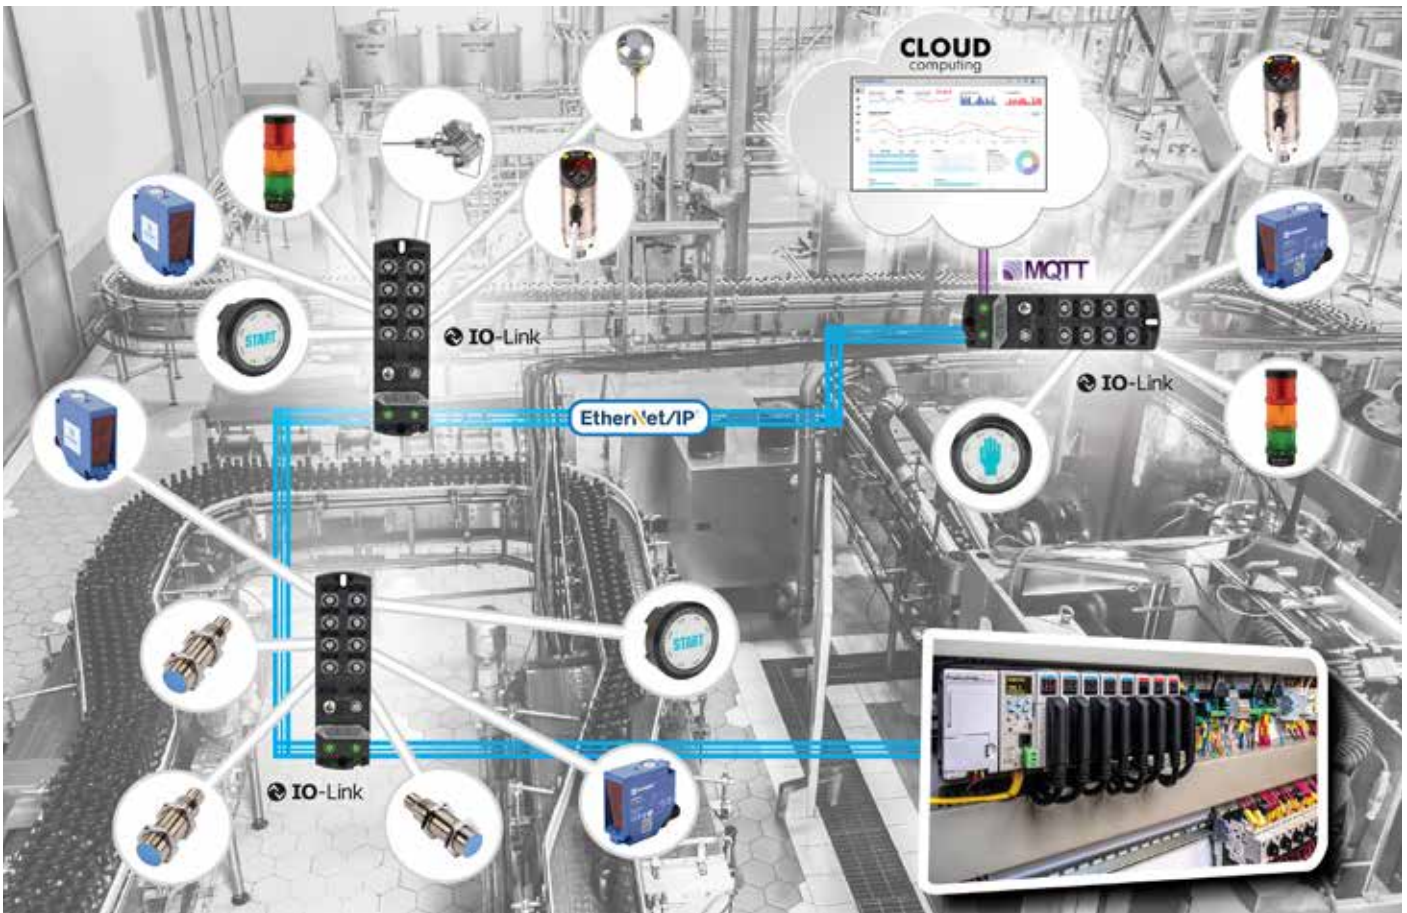 CLOUD
computing
MQTT
START
IO-Link
IO-Link
EtherNet/IP
START
IO-Link